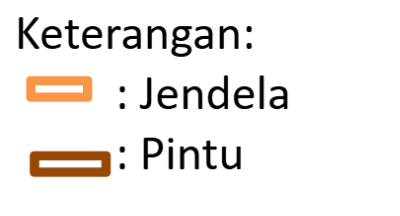 Keterangan:
: Jendela
: Pintu